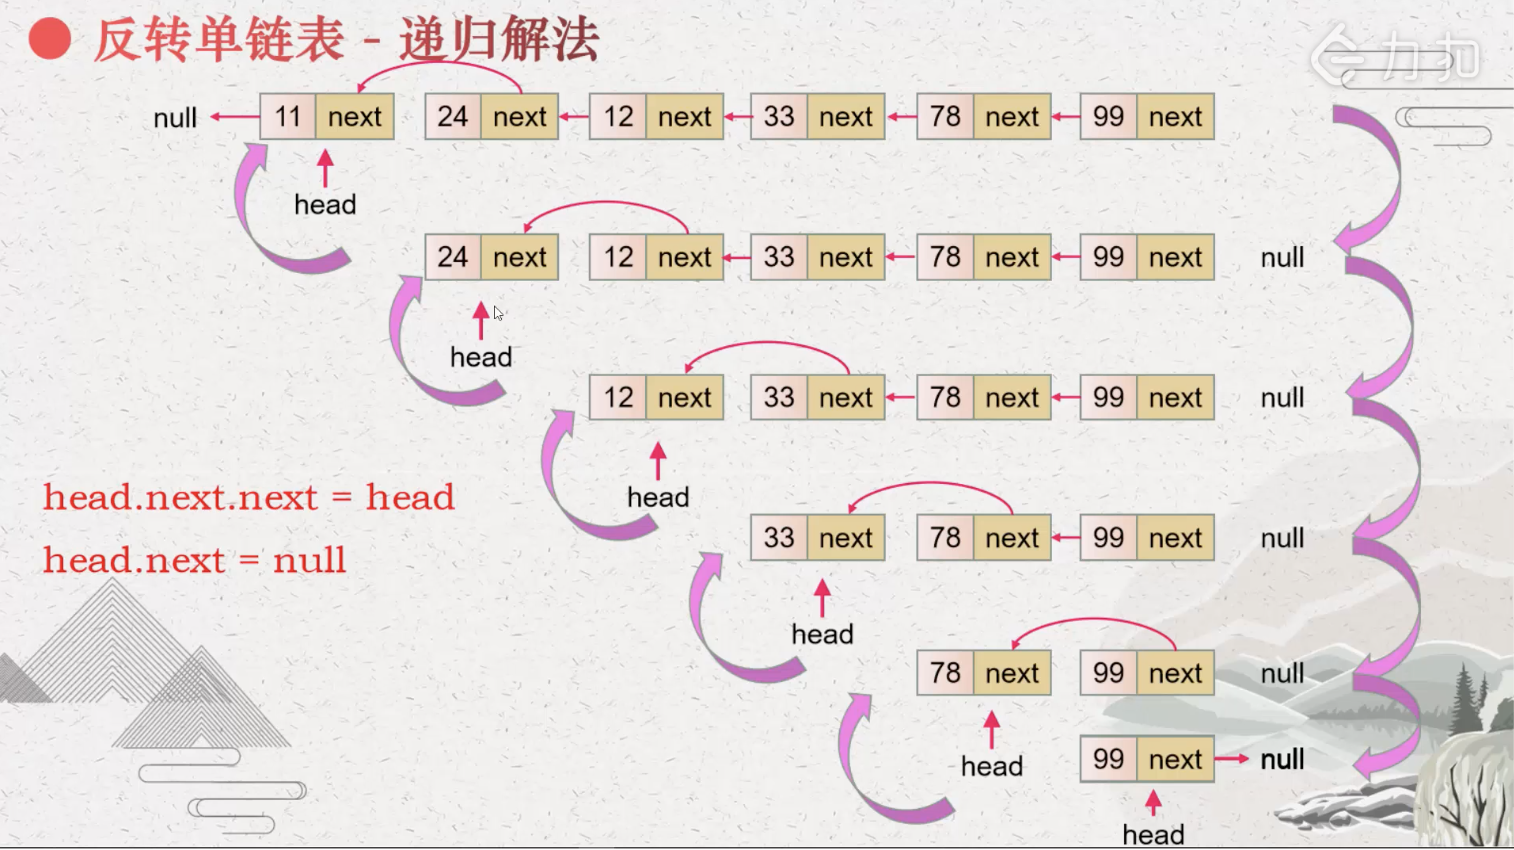 反转单链表 - 递归解法
力扣
null 11 next 24 next 12 next 33 next 78 next 99 next
head
24 next 12 next 33 next 78 next 99 next null
head
12 next 33 next 78 next 99 next null
head
head.next.next = head
33 next 78 next 99 next null
head.next = null
head
78 next 99 next null
head
99 next null
head